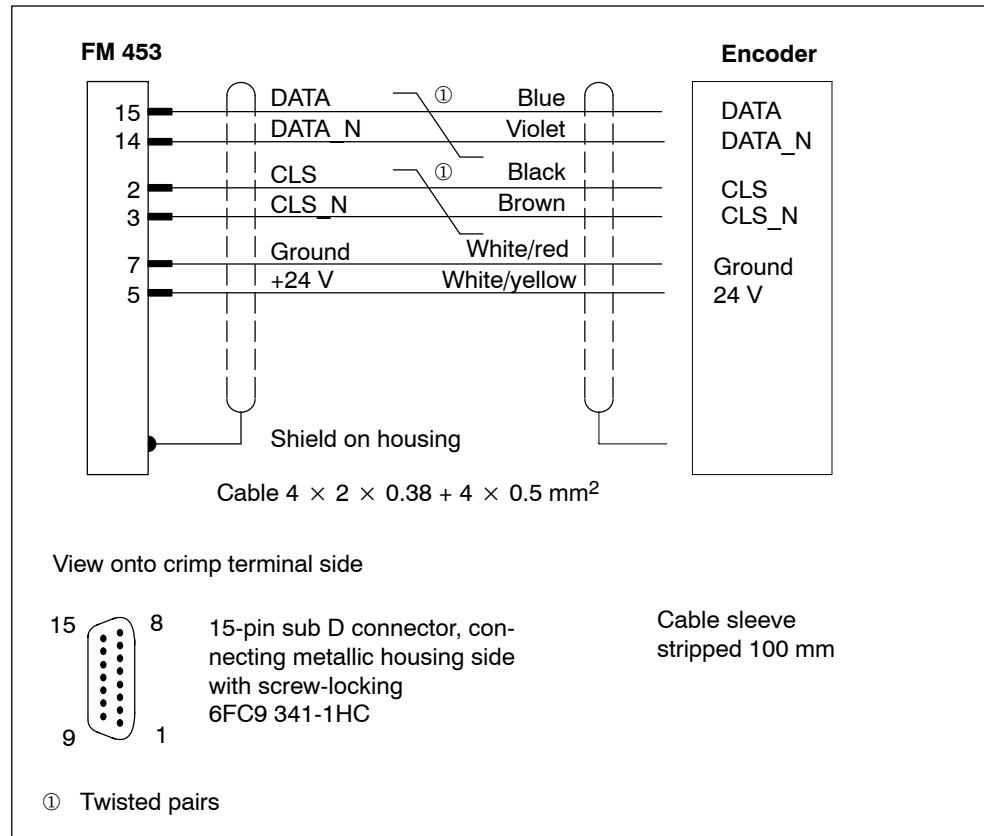 FM 453 Encoder
15 DATA ① Blue DATA
14 DATA_N Violet DATA_N
2 CLS ① Black CLS
3 CLS_N Brown CLS_N
7 Ground White/red Ground
5 +24 V White/yellow 24 V
Shield on housing
Cable 4 × 2 × 0.38 + 4 × 0.5 mm²
View onto crimp terminal side
15 8
9 1
15-pin sub D connector, con-
necting metallic housing side
with screw-locking
6FC9 341-1HC
Cable sleeve
stripped 100 mm
① Twisted pairs